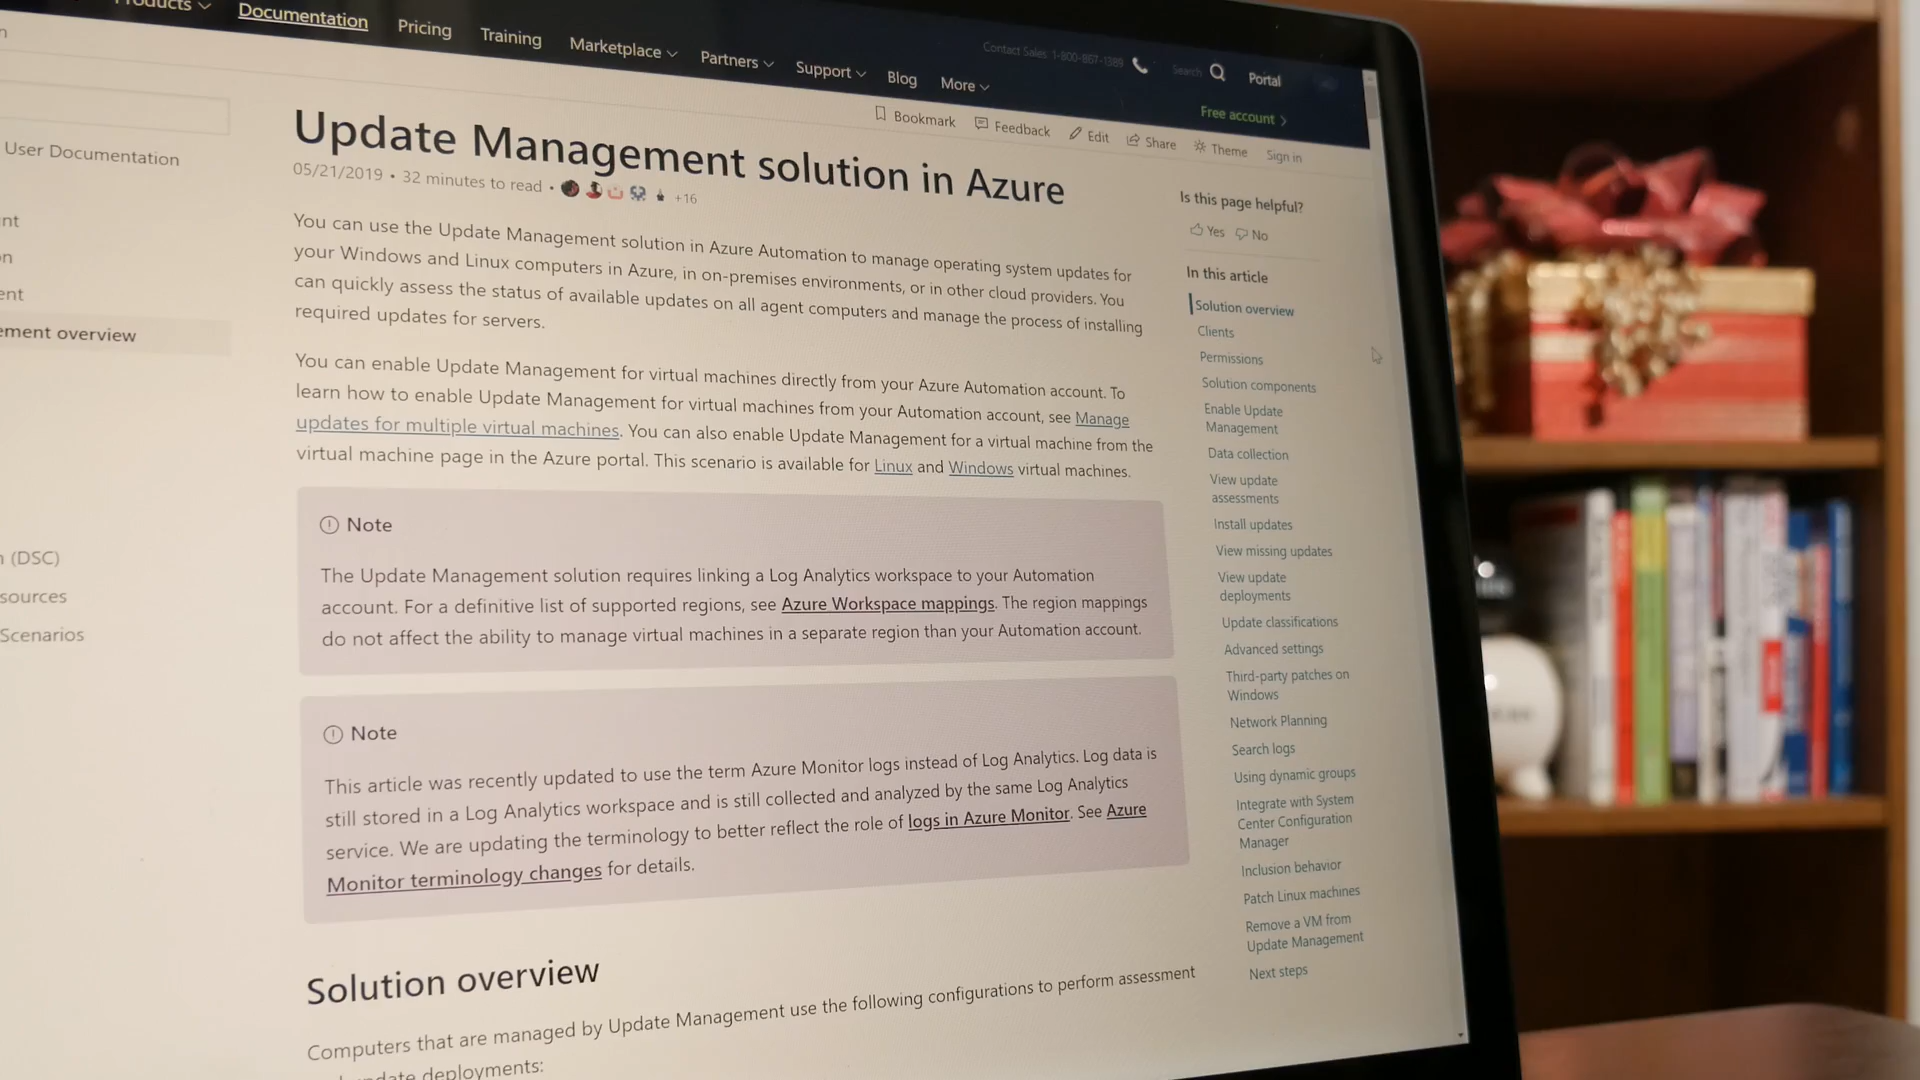 Documentation Pricing Training Marketplace Partners Support Blog More
Contact Sales: 1-800-867-1389 Search Portal
Free account
Bookmark Feedback Edit Share Theme Sign in
User Documentation
ement overview
(DSC)
Scenarios
Update Management solution in Azure
05/21/2019 • 32 minutes to read • +16
You can use the Update Management solution in Azure Automation to manage operating system updates for
your Windows and Linux computers in Azure, in on-premises environments, or in other cloud providers. You
can quickly assess the status of available updates on all agent computers and manage the process of installing
required updates for servers.
You can enable Update Management for virtual machines directly from your Azure Automation account. To
learn how to enable Update Management for virtual machines from your Automation account, see Manage
updates for multiple virtual machines. You can also enable Update Management for a virtual machine from the
virtual machine page in the Azure portal. This scenario is available for Linux and Windows virtual machines.
Note
The Update Management solution requires linking a Log Analytics workspace to your Automation
account. For a definitive list of supported regions, see Azure Workspace mappings. The region mappings
do not affect the ability to manage virtual machines in a separate region than your Automation account.
Note
This article was recently updated to use the term Azure Monitor logs instead of Log Analytics. Log data is
still stored in a Log Analytics workspace and is still collected and analyzed by the same Log Analytics
service. We are updating the terminology to better reflect the role of logs in Azure Monitor. See Azure
Monitor terminology changes for details.
Solution overview
Computers that are managed by Update Management use the following configurations to perform assessment
deployments:
Is this page helpful?
Yes No
In this article
Solution overview
Clients
Permissions
Solution components
Enable Update
Management
Data collection
View update
assessments
Install updates
View missing updates
View update
deployments
Update classifications
Advanced settings
Third-party patches on
Windows
Network Planning
Search logs
Using dynamic groups
Integrate with System
Center Configuration
Manager
Inclusion behavior
Patch Linux machines
Remove a VM from
Update Management
Next steps